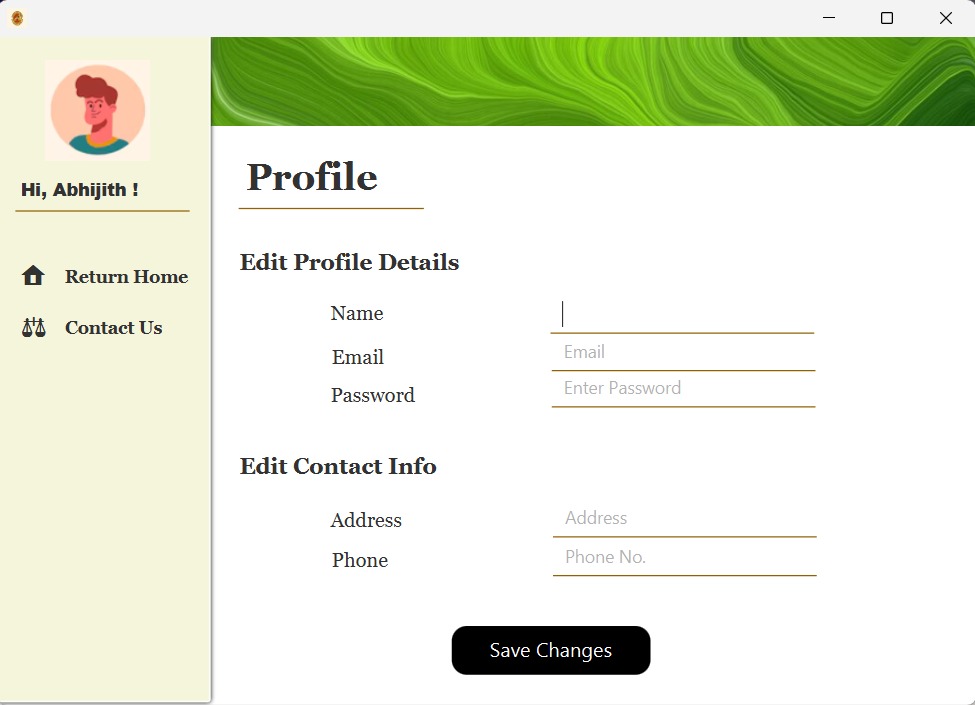 Hi, Abhijith !
Return Home
Contact Us
Profile
Edit Profile Details
Name
Email Email
Password Enter Password
Edit Contact Info
Address Address
Phone Phone No.
Save Changes